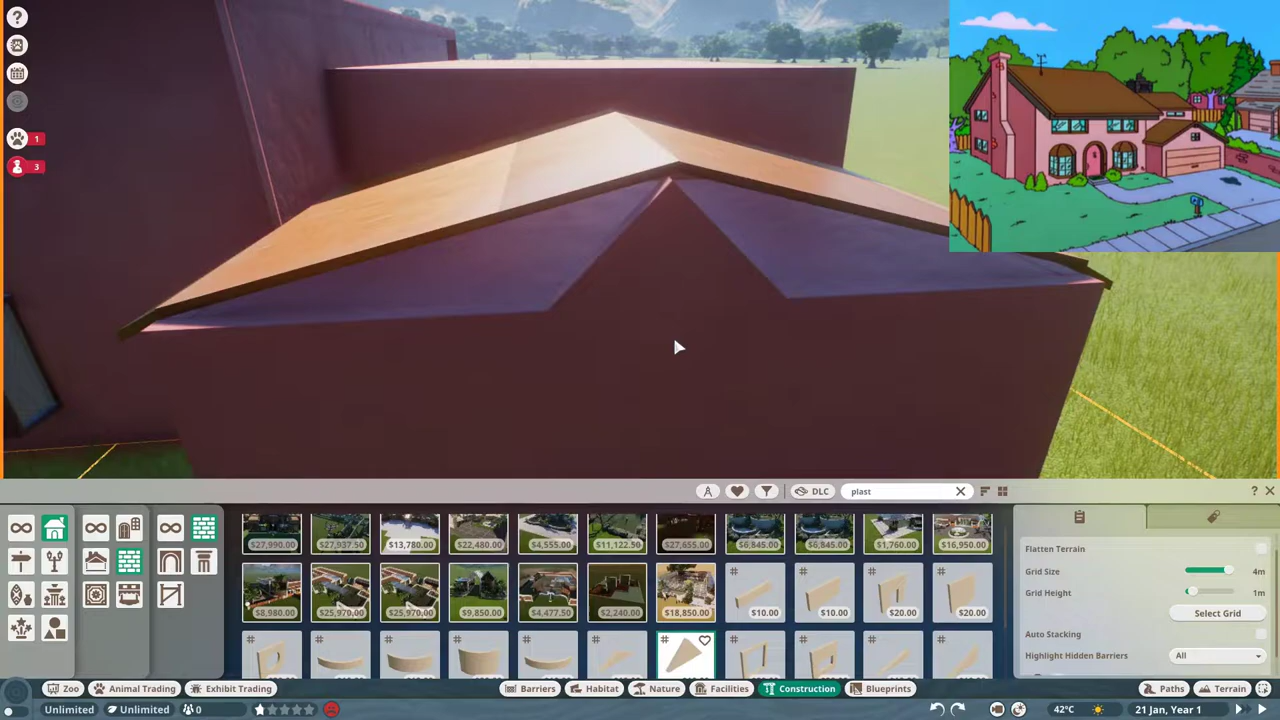 ?
1
3
DLC
plast
?
$27,990.00
$27,937.50
$13,780.00
$22,480.00
$4,555.00
$11,122.50
$27,655.00
$6,845.00
$6,845.00
$1,760.00
$16,950.00
$8,980.00
$25,970.00
$25,970.00
$9,850.00
$4,477.50
$2,240.00
$18,850.00
$10.00
$10.00
$20.00
$20.00
Flatten Terrain
Grid Size
4m
Grid Height
1m
Select Grid
Auto Stacking
Highlight Hidden Barriers
All
Zoo
Animal Trading
Exhibit Trading
Barriers
Habitat
Nature
Facilities
Construction
Blueprints
Paths
Terrain
Unlimited
Unlimited
0
42°C
21 Jan, Year 1